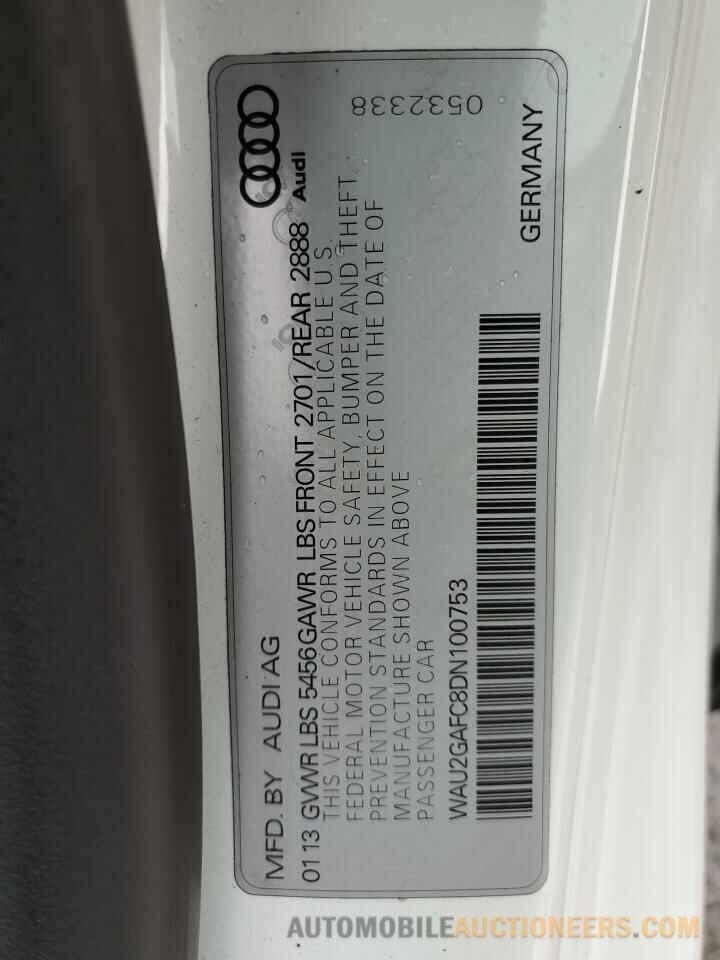 MFD. BY AUDI AG
01 13 GVWR LBS 5456 GAWR LBS FRONT 2701/REAR 2888
THIS VEHICLE CONFORMS TO ALL APPLICABLE U.S.
FEDERAL MOTOR VEHICLE SAFETY, BUMPER AND THEFT
PREVENTION STANDARDS IN EFFECT ON THE DATE OF
MANUFACTURE SHOWN ABOVE
PASSENGER CAR
WAU2GAFC8DN100753
Audi
0532338
GERMANY
AUTOMOBILEAUCTIONEERS.COM